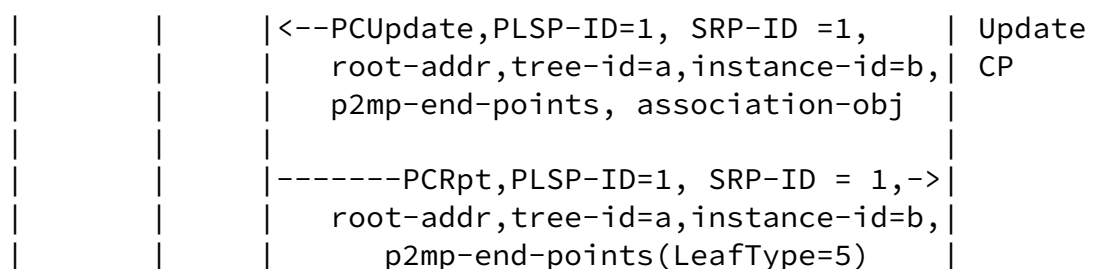 |       |     |<--PCUpdate,PLSP-ID=1, SRP-ID =1,    | Update
|       |     |   root-addr,tree-id=a,instance-id=b,| CP
|       |     |   p2mp-end-points, association-obj  |
|       |     |                                     |
|       |     |-------PCRpt,PLSP-ID=1, SRP-ID = 1,->|
|       |     |   root-addr,tree-id=a,instance-id=b,|
|       |     |      p2mp-end-points(LeafType=5)    |